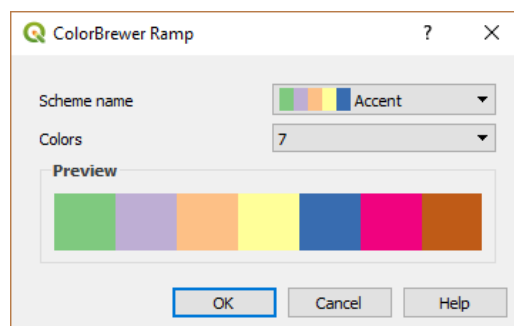 ColorBrewer Ramp ?
Scheme name Accent
Colors 7
Preview
OK Cancel Help